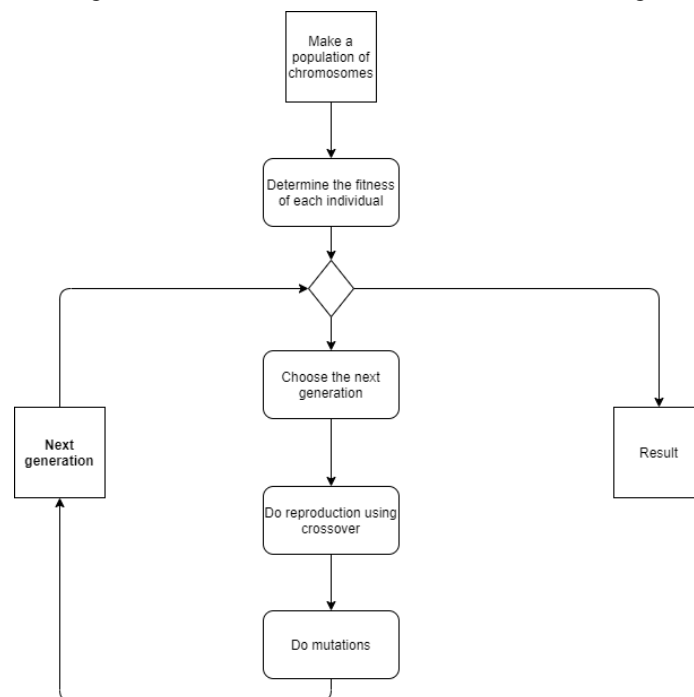 Make a
population of
chromosomes
Determine the fitness
of each individual
Choose the next
generation
Next
generation
Result
Do reproduction using
crossover
Do mutations